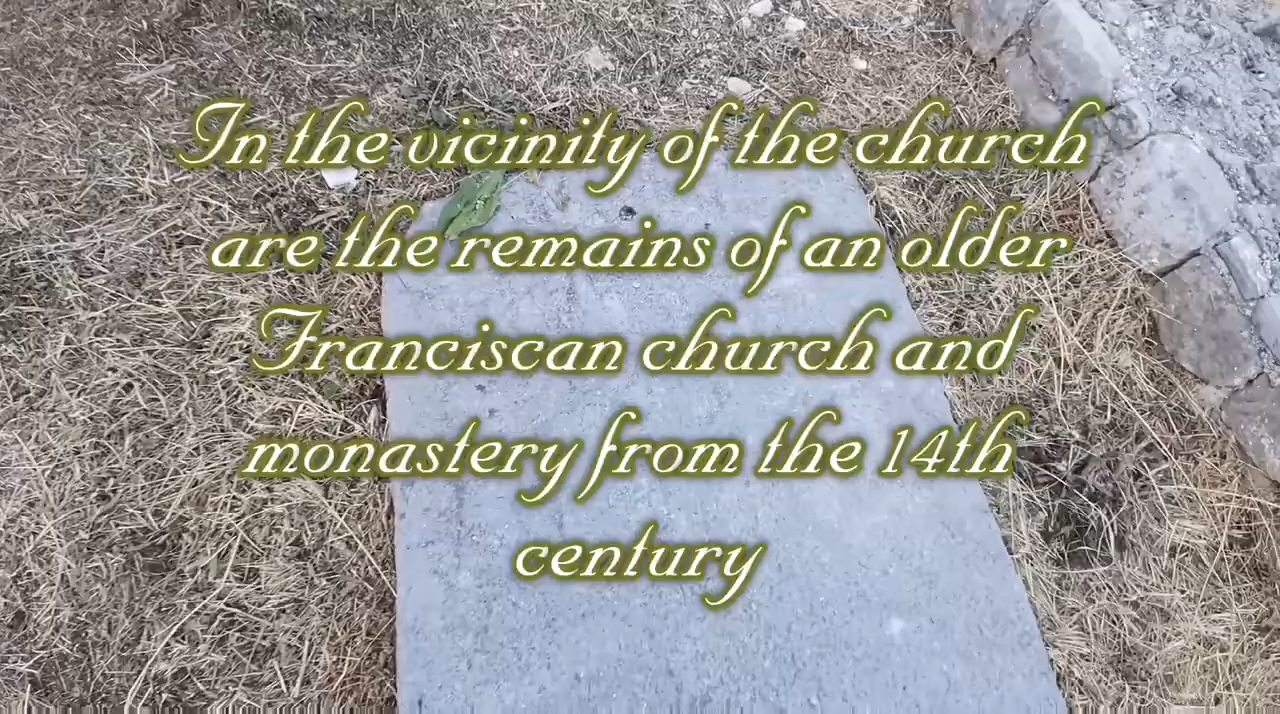 In the vicinity of the church
are the remains of an older
Franciscan church and
monastery from the 14th
century